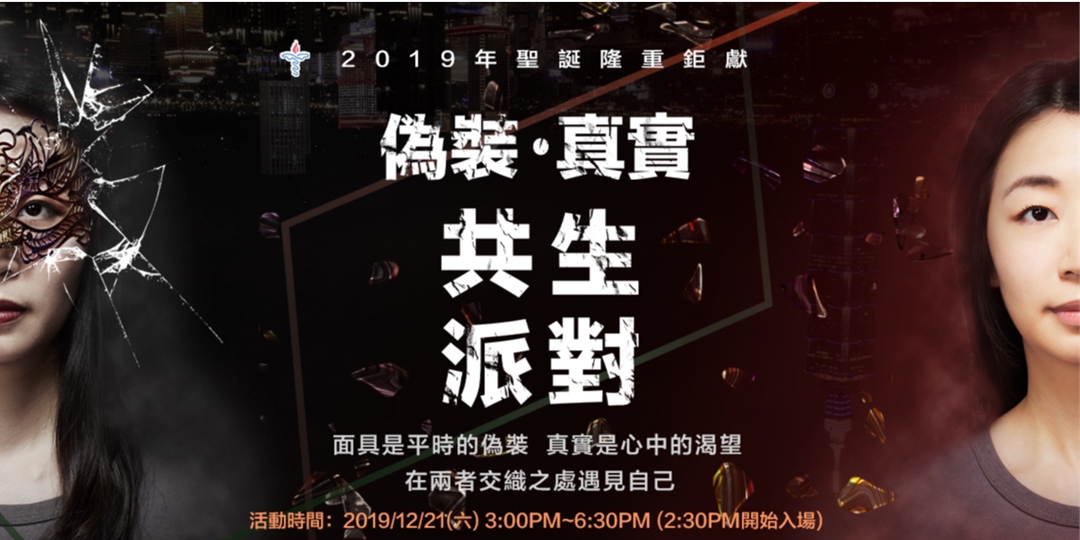 2019年聖誕隆重鉅獻
偽裝·真實
共生
派對
面具是平時的偽裝 真實是心中的渴望
在兩者交織之處遇見自己
活動時間：2019/12/21(六) 3:00PM~6:30PM (2:30PM開始入場)